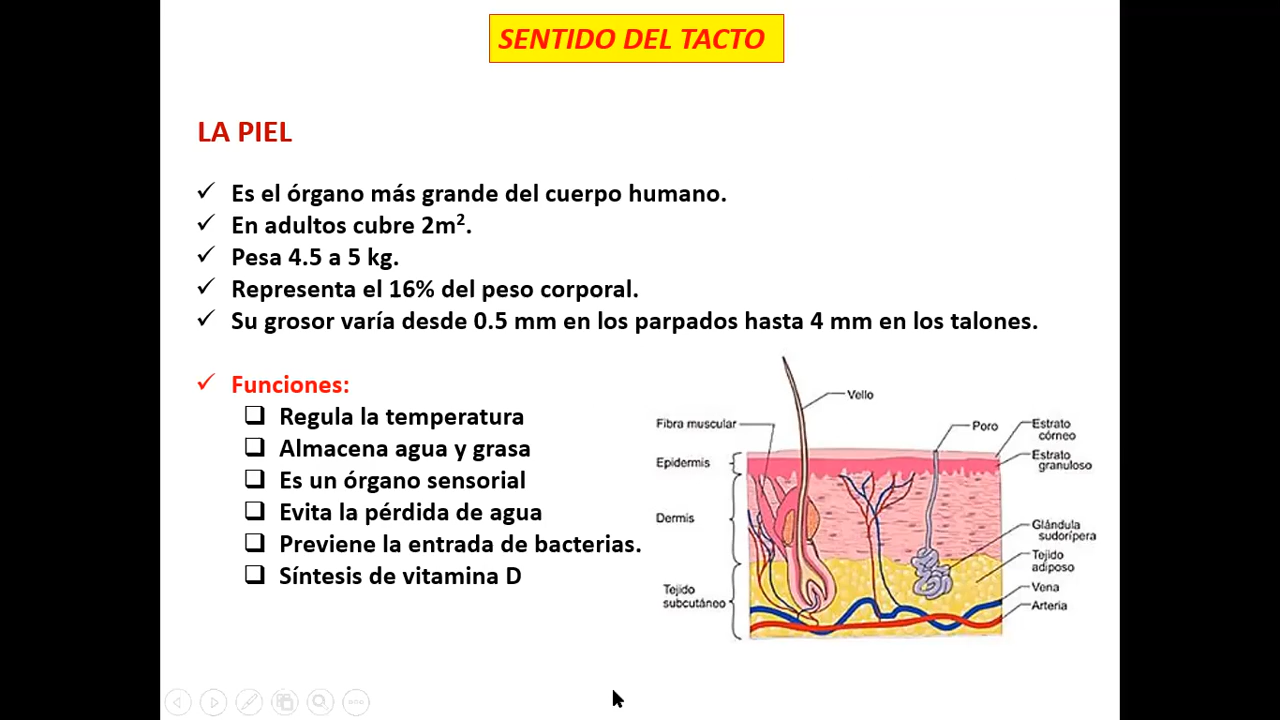 SENTIDO DEL TACTO
LA PIEL
✓ Es el órgano más grande del cuerpo humano.
✓ En adultos cubre 2m².
✓ Pesa 4.5 a 5 kg.
✓ Representa el 16% del peso corporal.
✓ Su grosor varía desde 0.5 mm en los parpados hasta 4 mm en los talones.
✓ Funciones:
❑ Regula la temperatura
❑ Almacena agua y grasa
❑ Es un órgano sensorial
❑ Evita la pérdida de agua
❑ Previene la entrada de bacterias.
❑ Síntesis de vitamina D
Vello
Fibra muscular
Epidermis
Dermis
Tejido
subcutáneo
Poro
Estrato
córneo
Estrato
granuloso
Glándula
sudorípera
Tejido
adiposo
Vena
Arteria